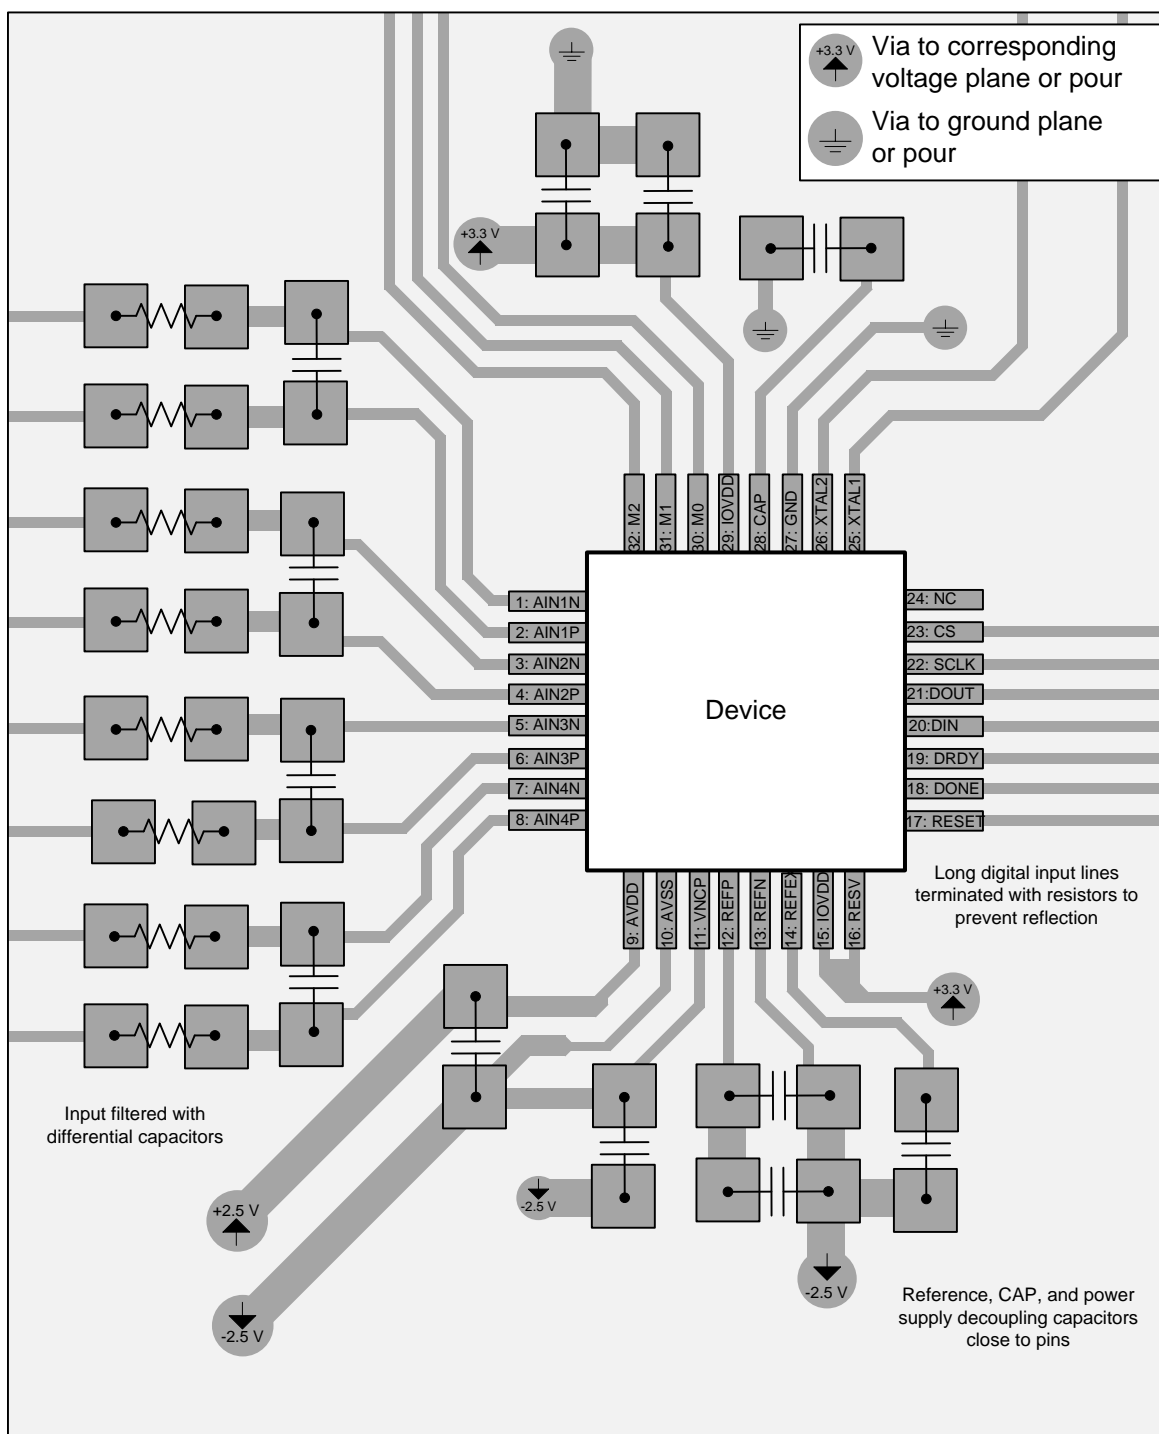 +3.3 V
Via to corresponding
voltage plane or pour
Via to ground plane
or pour
+3.3 V
32: M2
31: M1
30: M0
29: IOVDD
28: CAP
27: GND
26: XTAL2
25: XTAL1
1: AIN1N
2: AIN1P
3: AIN2N
4: AIN2P
5: AIN3N
6: AIN3P
7: AIN4N
8: AIN4P
Device
24: NC
23: CS
22: SCLK
21:DOUT
20:DIN
19: DRDY
18: DONE
17: RESET
9: AVDD
10: AVSS
11: VNCP
12: REFP
13: REFN
14: REFEX
15: IOVDD
16: RESV
Long digital input lines
terminated with resistors to
prevent reflection
+3.3 V
Input filtered with
differential capacitors
+2.5 V
-2.5 V
-2.5 V
-2.5 V
Reference, CAP, and power
supply decoupling capacitors
close to pins